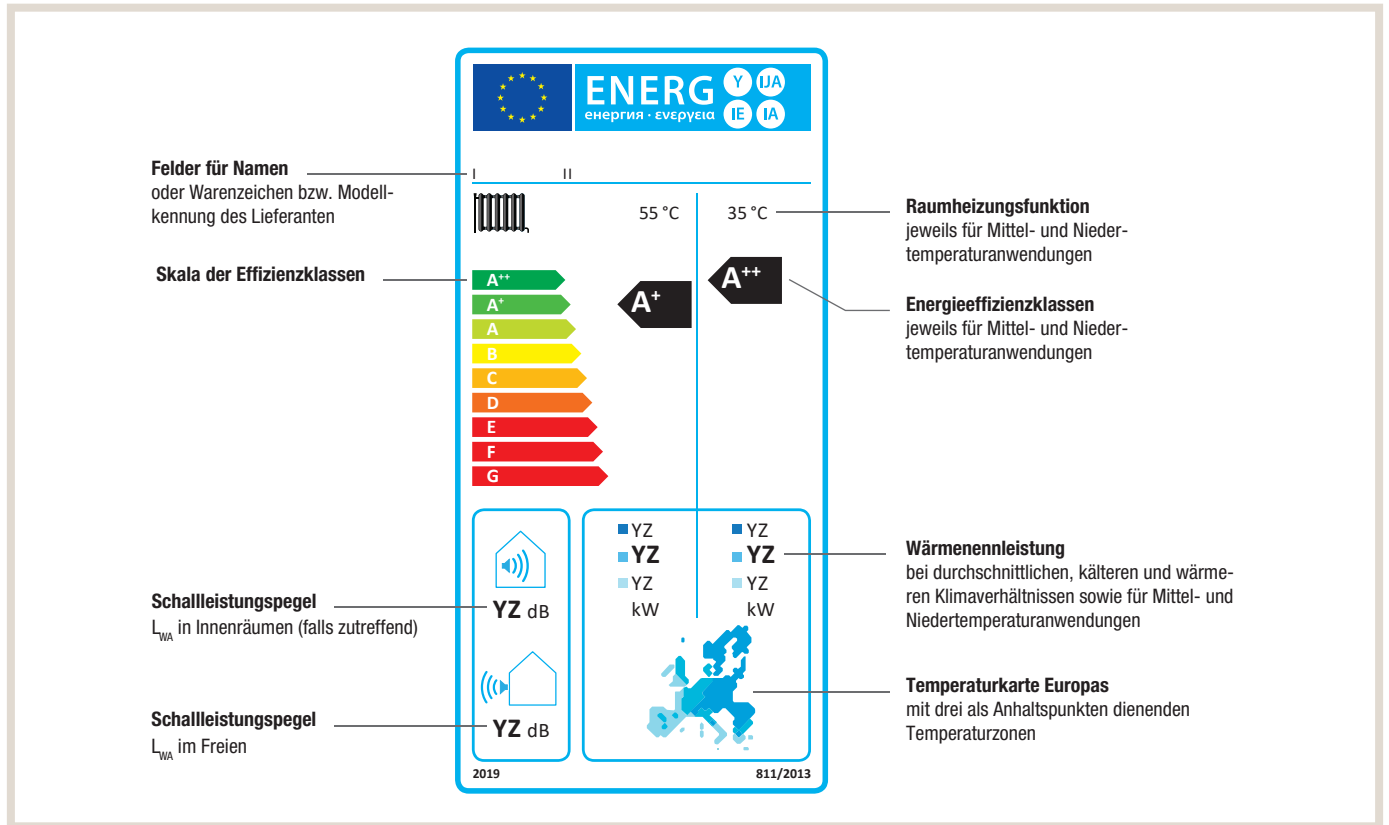 ENERG Y IJA
енергия · ενεργεια IE IA
Felder für Namen
oder Warenzeichen bzw. Modell-
kennung des Lieferanten
I II
55 °C 35 °C
Raumheizungsfunktion
jeweils für Mittel- und Nieder-
temperaturanwendungen
Skala der Effizienzklassen
A++
A+
A
B
C
D
E
F
G
A+
A++
Energieeffizienzklassen
jeweils für Mittel- und Nieder-
temperaturanwendungen
YZ YZ
YZ YZ
YZ YZ
kW kW
Wärmenennleistung
bei durchschnittlichen, kälteren und wärme-
ren Klimaverhältnissen sowie für Mittel- und
Niedertemperaturanwendungen
Schallleistungspegel
LWA in Innenräumen (falls zutreffend)
YZ dB
Temperaturkarte Europas
mit drei als Anhaltspunkten dienenden
Temperaturzonen
Schallleistungspegel
LWA im Freien
YZ dB
2019 811/2013